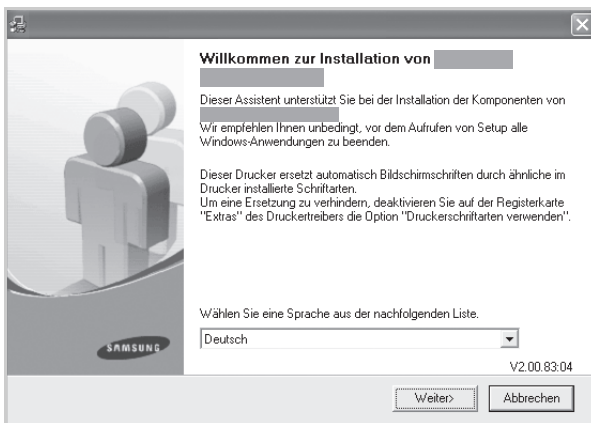 Willkommen zur Installation von
Dieser Assistent unterstützt Sie bei der Installation der Komponenten von
Wir empfehlen Ihnen unbedingt, vor dem Aufrufen von Setup alle
Windows-Anwendungen zu beenden.
Dieser Drucker ersetzt automatisch Bildschirmschriften durch ähnliche im
Drucker installierte Schriftarten.
Um eine Ersetzung zu verhindern, deaktivieren Sie auf der Registerkarte
"Extras" des Druckertreibers die Option "Druckerschriftarten verwenden".
Wählen Sie eine Sprache aus der nachfolgenden Liste.
Deutsch
SAMSUNG
V2.00.83:04
Weiter>
Abbrechen